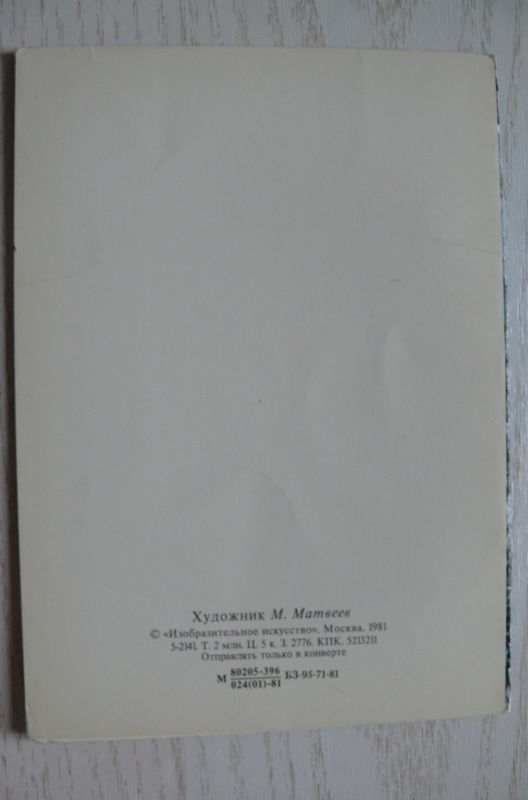 Художник М. Матвеев
© «Изобразительное искусство». Москва. 1981
5-2141. Т. 2 млн. Ц. 5 к. З. 2776. КПК. 5213211
Отправлять только в конверте
М 80205-396 БЗ-95-71-81
024(01)-81